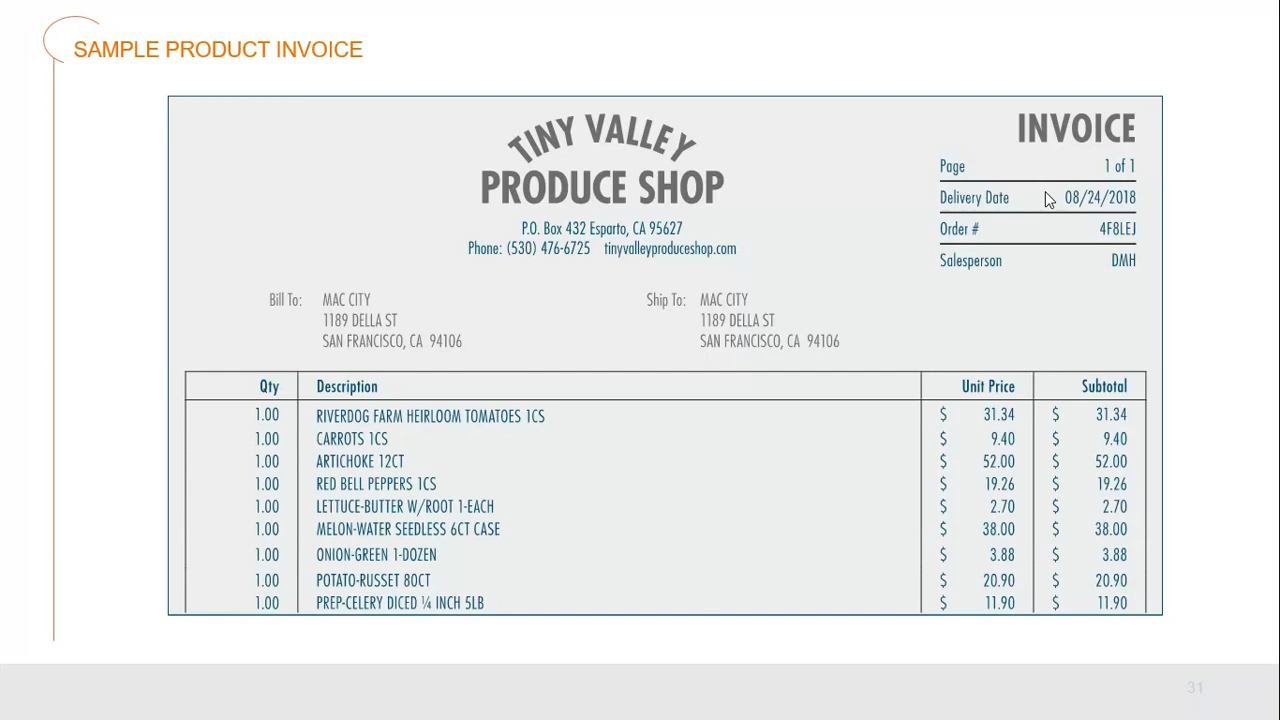 SAMPLE PRODUCT INVOICE
TINY VALLEY
PRODUCE SHOP
P.O. Box 432 Esparto, CA 95627
Phone: (530) 476-6725 tinyvalleyproduceshop.com
INVOICE
Page 1 of 1
Delivery Date 08/24/2018
Order # 4F8LEJ
Salesperson DMH
Bill To: MAC CITY
1189 DELLA ST
SAN FRANCISCO, CA 94106
Ship To: MAC CITY
1189 DELLA ST
SAN FRANCISCO, CA 94106
Qty Description Unit Price Subtotal
1.00 RIVERDOG FARM HEIRLOOM TOMATOES 1CS $ 31.34 $ 31.34
1.00 CARROTS 1CS $ 9.40 $ 9.40
1.00 ARTICHOKE 12CT $ 52.00 $ 52.00
1.00 RED BELL PEPPERS 1CS $ 19.26 $ 19.26
1.00 LETTUCE-BUTTER W/ROOT 1-EACH $ 2.70 $ 2.70
1.00 MELON-WATER SEEDLESS 6CT CASE $ 38.00 $ 38.00
1.00 ONION-GREEN 1-DOZEN $ 3.88 $ 3.88
1.00 POTATO-RUSSET 80CT $ 20.90 $ 20.90
1.00 PREP-CELERY DICED ¼ INCH 5LB $ 11.90 $ 11.90
31